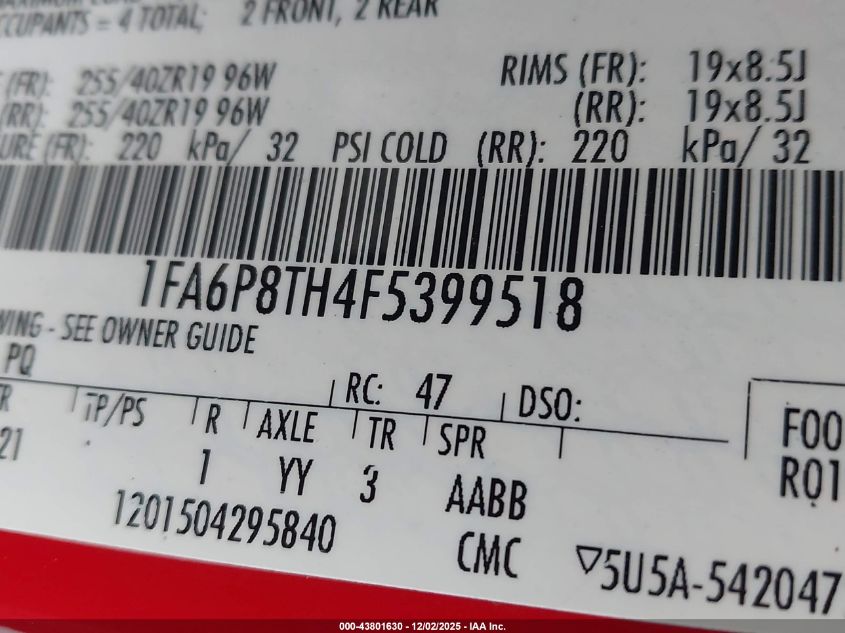 CCUPANTS = 4 TOTAL; 2 FRONT, 2 REAR
(FR): 255/40ZR19 96W RIMS (FR): 19x8.5J
(RR): 255/40ZR19 96W (RR): 19x8.5J
URE (FR): 220 kPa/ 32 PSI COLD (RR): 220 kPa/ 32
1FA6P8TH4F5399518
WING - SEE OWNER GUIDE
PQ RC: 47 DSO:
R TP/PS R AXLE TR SPR F00
21 1 YY 3 AABB R01
1201504295840 CMC ▽5U5A-542047
000-43801630 - 12/02/2025 - IAA Inc.